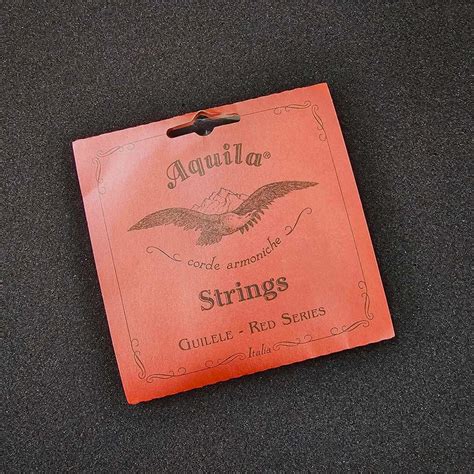 Aquila®
corde armoniche
Strings
GUILELE - RED SERIES
Italia